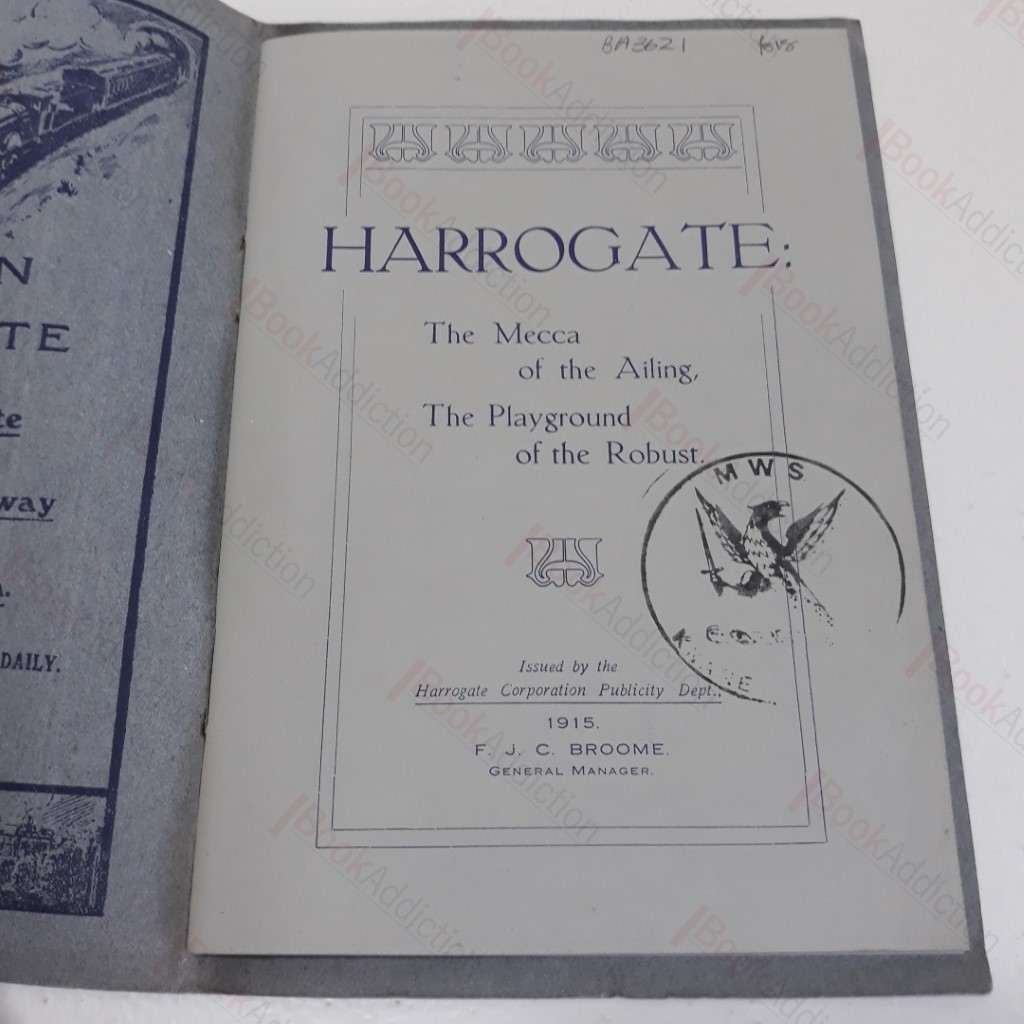 N
TE
te
way
DAILY.
BA3621
HARROGATE:
The Mecca
of the Ailing,
The Playground
of the Robust.
MWS
Issued by the
Harrogate Corporation Publicity Dept.,
1915.
F. J. C. BROOME.
GENERAL MANAGER.
BookAddiction